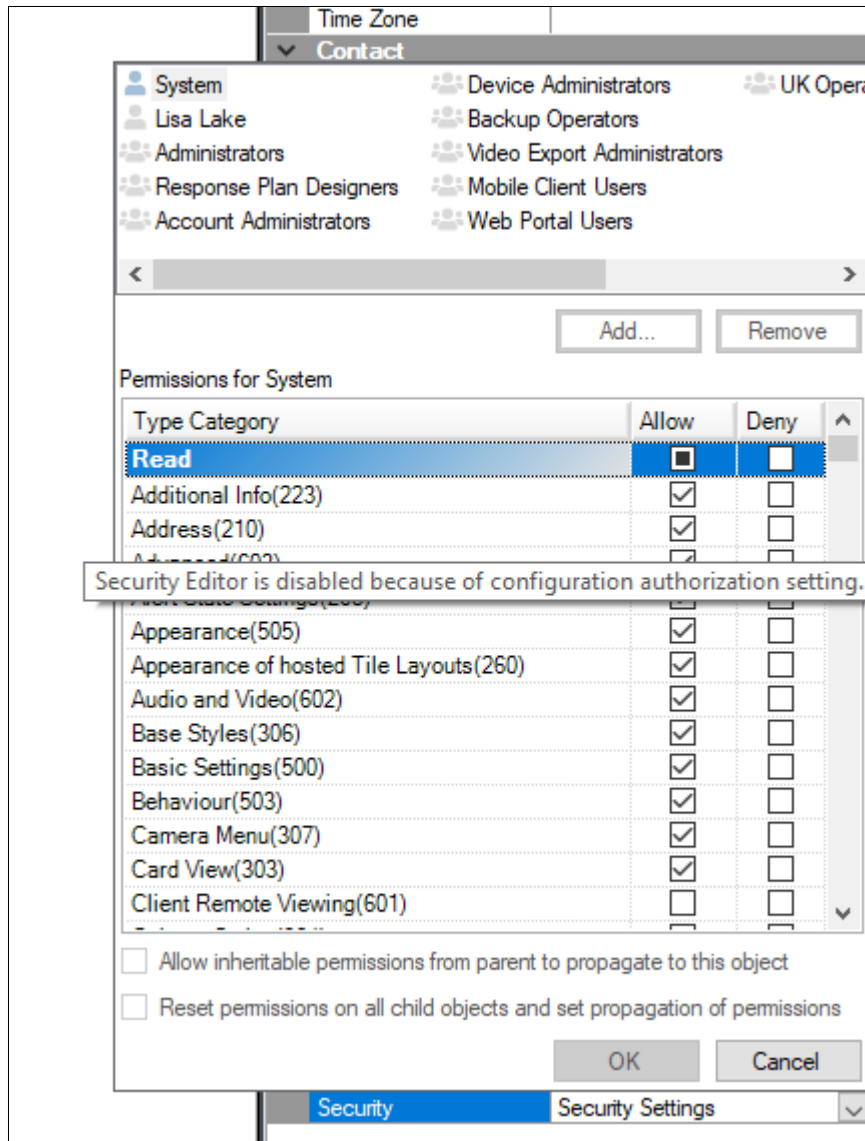 Time Zone
Contact
System
Lisa Lake
Administrators
Response Plan Designers
Account Administrators
Device Administrators
Backup Operators
Video Export Administrators
Mobile Client Users
Web Portal Users
UK Opera
Add...
Remove
Permissions for System
Type Category Allow Deny
Read
Additional Info(223)
Address(210)
Security Editor is disabled because of configuration authorization setting.
Appearance(505)
Appearance of hosted Tile Layouts(260)
Audio and Video(602)
Base Styles(306)
Basic Settings(500)
Behaviour(503)
Camera Menu(307)
Card View(303)
Client Remote Viewing(601)
Allow inheritable permissions from parent to propagate to this object
Reset permissions on all child objects and set propagation of permissions
OK Cancel
Security Security Settings